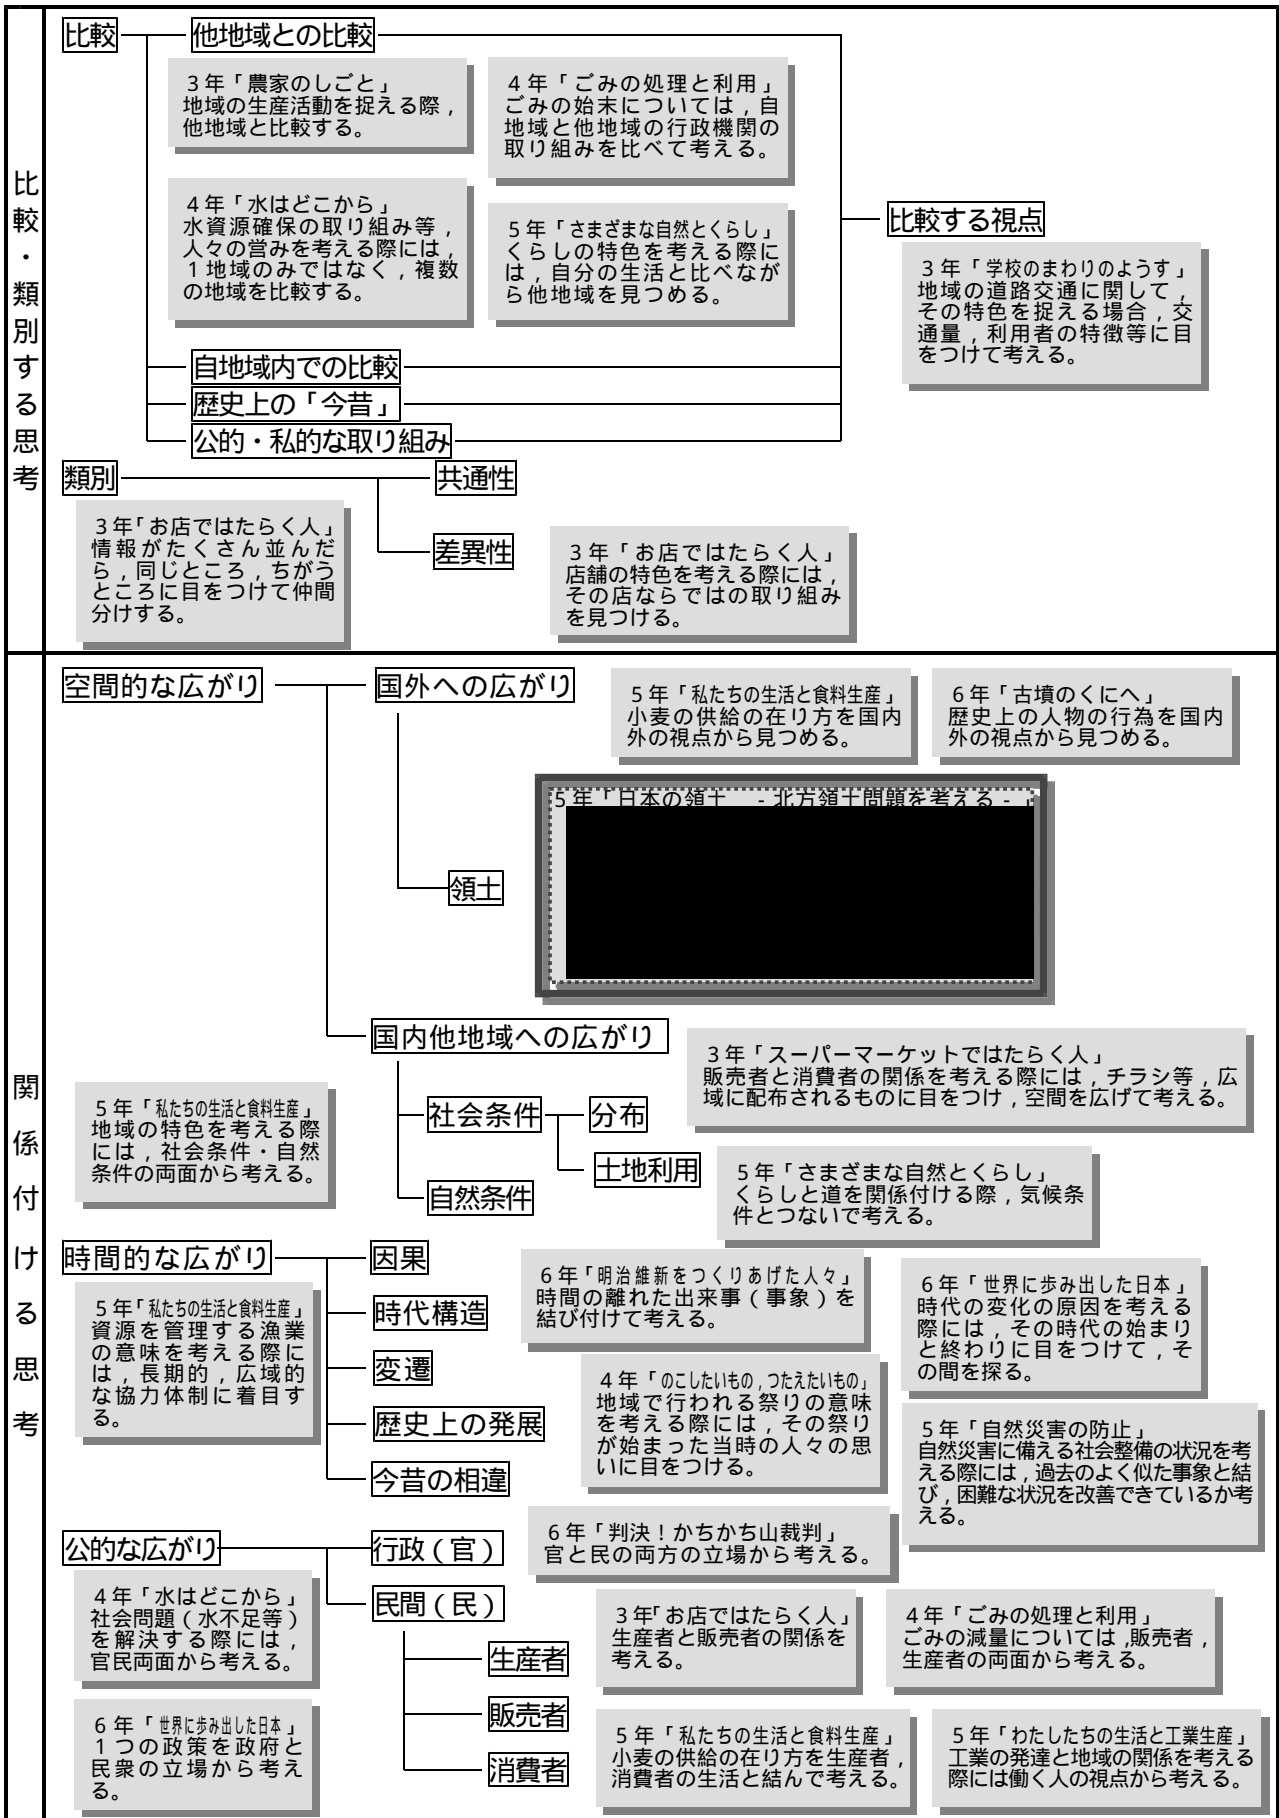 比較・類別する思考
比較
他地域との比較
３年「農家のしごと」
地域の生産活動を捉える際，
他地域と比較する。
４年「ごみの処理と利用」
ごみの始末については，自
地域と他地域の行政機関の
取り組みを比べて考える。
４年「水はどこから」
水資源確保の取り組み等，
人々の営みを考える際には，
１地域のみではなく，複数
の地域を比較する。
５年「さまざまな自然とくらし」
くらしの特色を考える際に
は，自分の生活と比べなが
ら他地域を見つめる。
比較する視点
３年「学校のまわりのようす」
地域の道路交通に関して，
その特色を捉える場合，交
通量，利用者の特徴等に目
をつけて考える。
自地域内での比較
歴史上の「今昔」
公的・私的な取り組み
類別
共通性
３年「お店ではたらく人」
情報がたくさん並んだ
ら，同じところ，ちがう
ところに目をつけて仲間
分けする。
差異性
３年「お店ではたらく人」
店舗の特色を考える際には，
その店ならではの取り組み
を見つける。
関係付ける思考
空間的な広がり
国外への広がり
５年「私たちの生活と食料生産」
小麦の供給の在り方を国内
外の視点から見つめる。
６年「古墳のくにへ」
歴史上の人物の行為を国内
外の視点から見つめる。
５年「日本の領土　-北方領土問題を考える-」
領土
国内他地域への広がり
３年「スーパーマーケットではたらく人」
販売者と消費者の関係を考える際には，チラシ等，広
域に配布されるものに目をつけ，空間を広げて考える。
５年「私たちの生活と食料生産」
地域の特色を考える際
には，社会条件・自然
条件の両面から考える。
社会条件
分布
土地利用
自然条件
５年「さまざまな自然とくらし」
くらしと道を関係付ける際，気候条
件とつないで考える。
時間的な広がり
因果
時代構造
変遷
歴史上の発展
今昔の相違
５年「私たちの生活と食料生産」
資源を管理する漁業
の意味を考える際に
は，長期的，広域的
な協力体制に着目す
る。
６年「明治維新をつくりあげた人々」
時間の離れた出来事（事象）を
結び付けて考える。
６年「世界に歩み出した日本」
時代の変化の原因を考える
際には，その時代の始まり
と終わりに目をつけて，そ
の間を探る。
４年「のこしたいもの，つたえたいもの」
地域で行われる祭りの意味
を考える際には，その祭り
が始まった当時の人々の思
いに目をつける。
５年「自然災害の防止」
自然災害に備える社会整備の状況を考
える際には，過去のよく似た事象と結
び，困難な状況を改善できているか考
える。
公的な広がり
行政（官）
６年「判決！かちかち山裁判」
官と民の両方の立場から考える。
４年「水はどこから」
社会問題（水不足等）
を解決する際には，
官民両面から考える。
民間（民）
３年「お店ではたらく人」
生産者と販売者の関係を
考える。
４年「ごみの処理と利用」
ごみの減量については，販売者，
生産者の両面から考える。
生産者
販売者
消費者
６年「世界に歩み出した日本」
１つの政策を政府と
民衆の立場から考え
る。
５年「私たちの生活と食料生産」
小麦の供給の在り方を生産者，
消費者の生活と結んで考える。
５年「わたしたちの生活と工業生産」
工業の発達と地域の関係を考える
際には働く人の視点から考える。